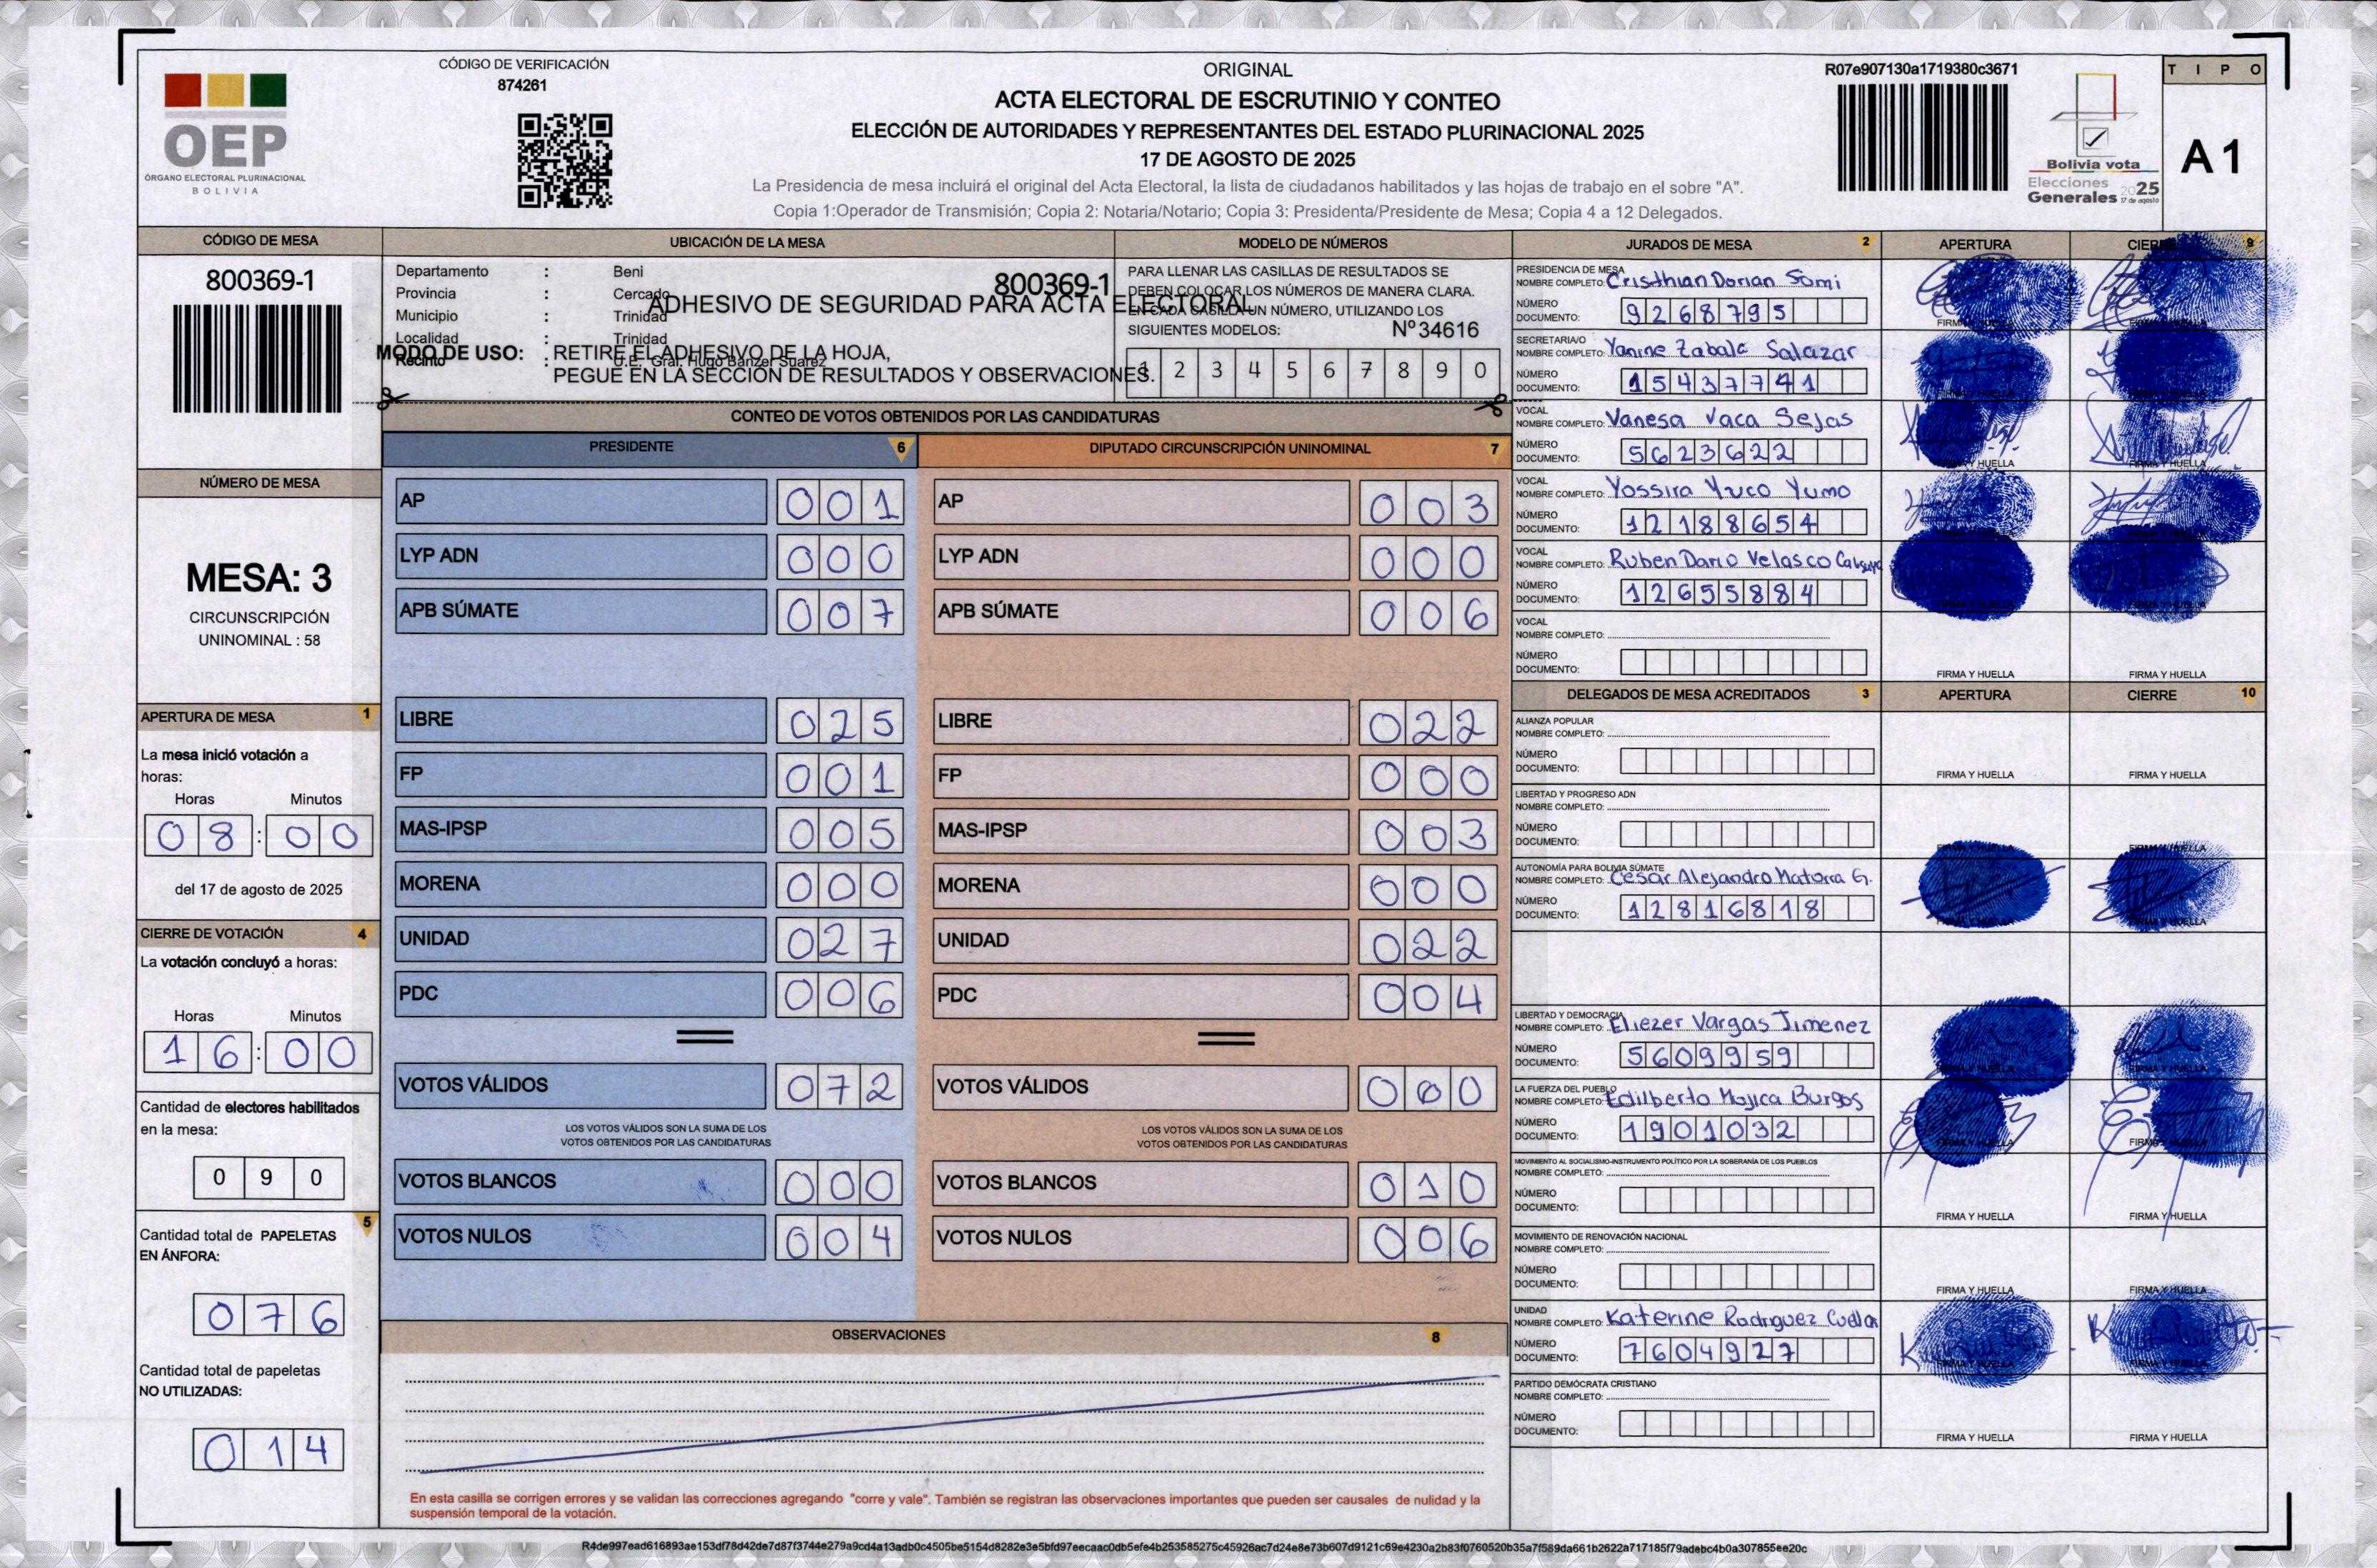 CÓDIGO DE VERIFICACIÓN
874261
OEP
ÓRGANO ELECTORAL PLURINACIONAL
BOLIVIA
ORIGINAL
ACTA ELECTORAL DE ESCRUTINIO Y CONTEO
ELECCIÓN DE AUTORIDADES Y REPRESENTANTES DEL ESTADO PLURINACIONAL 2025
17 DE AGOSTO DE 2025
La Presidencia de mesa incluirá el original del Acta Electoral, la lista de ciudadanos habilitados y las hojas de trabajo en el sobre "A".
Copia 1:Operador de Transmisión; Copia 2: Notaria/Notario; Copia 3: Presidenta/Presidente de Mesa; Copia 4 a 12 Delegados.
R07e907130a1719380c3671
Bolivia vota
Elecciones
Generales 2025
17 de agosto
TIPO
A 1
CÓDIGO DE MESA
800369-1
NÚMERO DE MESA
MESA: 3
CIRCUNSCRIPCIÓN
UNINOMINAL : 58
APERTURA DE MESA 1
La mesa inició votación a
horas:
Horas Minutos
08:00
del 17 de agosto de 2025
CIERRE DE VOTACIÓN 4
La votación concluyó a horas:
Horas Minutos
16:00
Cantidad de electores habilitados
en la mesa:
090
5
Cantidad total de PAPELETAS
EN ÁNFORA:
076
Cantidad total de papeletas
NO UTILIZADAS:
014
UBICACIÓN DE LA MESA
Departamento : Beni
Provincia : Cercado
Municipio : Trinidad
Localidad : Trinidad
Recinto : U.E. Gral. Hugo Banzer Suarez
800369-1
ADHESIVO DE SEGURIDAD PARA ACTA ELECTORAL
Nº34616
MODO DE USO: RETIRE EL ADHESIVO DE LA HOJA,
PEGUE EN LA SECCIÓN DE RESULTADOS Y OBSERVACIONES.
MODELO DE NÚMEROS
PARA LLENAR LAS CASILLAS DE RESULTADOS SE
DEBEN COLOCAR LOS NÚMEROS DE MANERA CLARA.
EN CADA CASILLA UN NÚMERO, UTILIZANDO LOS
SIGUIENTES MODELOS:
1 2 3 4 5 6 7 8 9 0
CONTEO DE VOTOS OBTENIDOS POR LAS CANDIDATURAS
PRESIDENTE 6
AP 001
LYP ADN 000
APB SÚMATE 007
LIBRE 025
FP 001
MAS-IPSP 005
MORENA 000
UNIDAD 027
PDC 006
VOTOS VÁLIDOS 072
LOS VOTOS VÁLIDOS SON LA SUMA DE LOS
VOTOS OBTENIDOS POR LAS CANDIDATURAS
VOTOS BLANCOS 000
VOTOS NULOS 004
DIPUTADO CIRCUNSCRIPCIÓN UNINOMINAL 7
AP 003
LYP ADN 000
APB SÚMATE 006
LIBRE 022
FP 000
MAS-IPSP 003
MORENA 000
UNIDAD 022
PDC 004
VOTOS VÁLIDOS 060
LOS VOTOS VÁLIDOS SON LA SUMA DE LOS
VOTOS OBTENIDOS POR LAS CANDIDATURAS
VOTOS BLANCOS 010
VOTOS NULOS 006
OBSERVACIONES 8
En esta casilla se corrigen errores y se validan las correcciones agregando "corre y vale". También se registran las observaciones importantes que pueden ser causales de nulidad y la
suspensión temporal de la votación.
JURADOS DE MESA 2 APERTURA CIERRE 9
PRESIDENCIA DE MESA
NOMBRE COMPLETO: Cristhian Dorian Somi
NÚMERO
DOCUMENTO: 9268795
SECRETARIA/O
NOMBRE COMPLETO: Yanine Zabala Salazar
NÚMERO
DOCUMENTO: 15437741
VOCAL
NOMBRE COMPLETO: Vanesa Vaca Sejas
NÚMERO
DOCUMENTO: 5623622
VOCAL
NOMBRE COMPLETO: Yossira Yuco Yumo
NÚMERO
DOCUMENTO: 12188654
VOCAL
NOMBRE COMPLETO: Ruben Dario Velasco
NÚMERO
DOCUMENTO: 12655884
VOCAL
NOMBRE COMPLETO:
NÚMERO
DOCUMENTO:
FIRMA Y HUELLA FIRMA Y HUELLA
DELEGADOS DE MESA ACREDITADOS 3 APERTURA CIERRE 10
ALIANZA POPULAR
NOMBRE COMPLETO:
NÚMERO
DOCUMENTO:
FIRMA Y HUELLA FIRMA Y HUELLA
LIBERTAD Y PROGRESO ADN
NOMBRE COMPLETO:
NÚMERO
DOCUMENTO:
FIRMA Y HUELLA FIRMA Y HUELLA
AUTONOMÍA PARA BOLIVIA SÚMATE
NOMBRE COMPLETO: Cesar Alejandro Matorra G.
NÚMERO
DOCUMENTO: 12816818
LIBERTAD Y DEMOCRACIA
NOMBRE COMPLETO: Eliezer Vargas Jimenez
NÚMERO
DOCUMENTO: 5609959
LA FUERZA DEL PUEBLO
NOMBRE COMPLETO: Edilberto Mojica Burgos
NÚMERO
DOCUMENTO: 1901032
MOVIMIENTO AL SOCIALISMO-INSTRUMENTO POLÍTICO POR LA SOBERANÍA DE LOS PUEBLOS
NOMBRE COMPLETO:
NÚMERO
DOCUMENTO:
FIRMA Y HUELLA FIRMA Y HUELLA
MOVIMIENTO DE RENOVACIÓN NACIONAL
NOMBRE COMPLETO:
NÚMERO
DOCUMENTO:
FIRMA Y HUELLA FIRMA Y HUELLA
UNIDAD
NOMBRE COMPLETO: Katerine Rodriguez
NÚMERO
DOCUMENTO: 7604927
PARTIDO DEMÓCRATA CRISTIANO
NOMBRE COMPLETO:
NÚMERO
DOCUMENTO:
FIRMA Y HUELLA FIRMA Y HUELLA